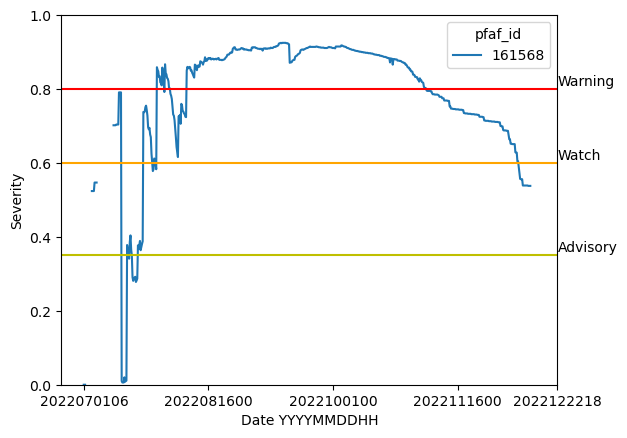 1.0
0.8
0.6
0.4
0.2
0.0
Severity
pfaf_id
161568
Warning
Watch
Advisory
2022070106 2022081600 2022100100 2022111600 2022122218
Date YYYYMMDDHH